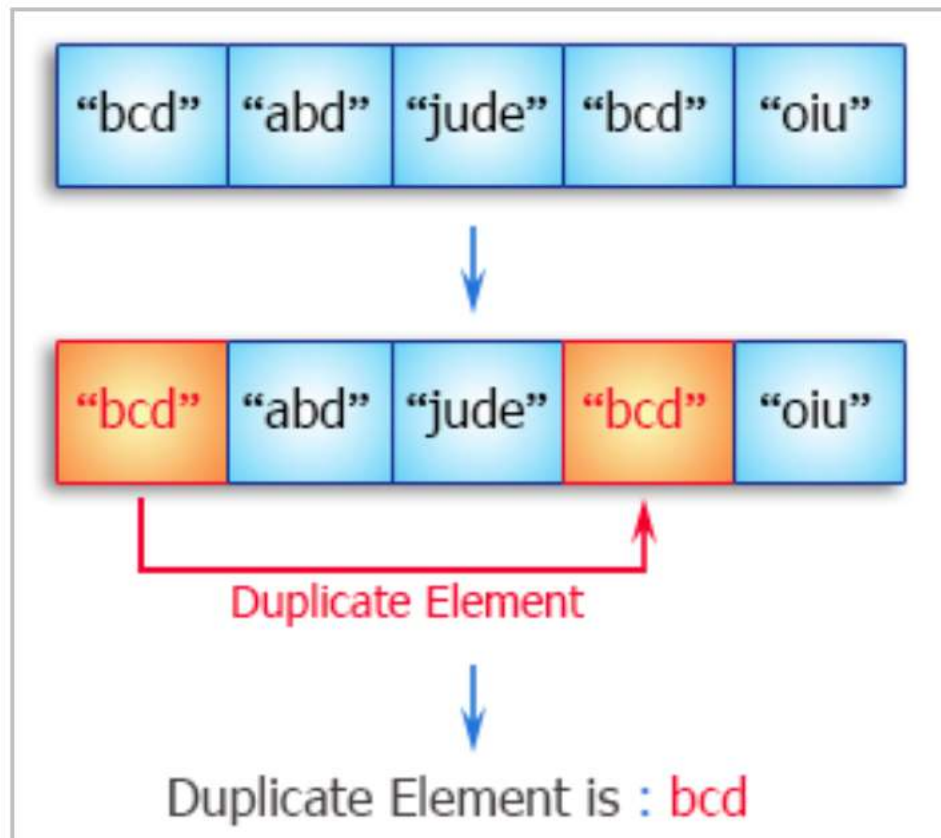 “bcd” “abd” “jude” “bcd” “oiu”
“bcd” “abd” “jude” “bcd” “oiu”
Duplicate Element
Duplicate Element is : bcd